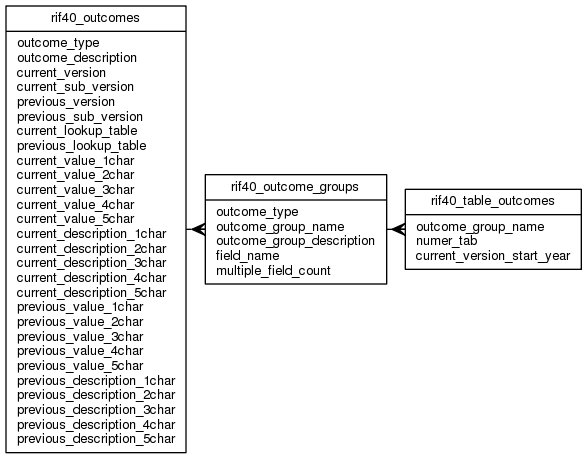 rif40_outcomes
outcome_type
outcome_description
current_version
current_sub_version
previous_version
previous_sub_version
current_lookup_table
previous_lookup_table
current_value_1char
current_value_2char
current_value_3char
current_value_4char
current_value_5char
current_description_1char
current_description_2char
current_description_3char
current_description_4char
current_description_5char
previous_value_1char
previous_value_2char
previous_value_3char
previous_value_4char
previous_value_5char
previous_description_1char
previous_description_2char
previous_description_3char
previous_description_4char
previous_description_5char
rif40_outcome_groups
outcome_type
outcome_group_name
outcome_group_description
field_name
multiple_field_count
rif40_table_outcomes
outcome_group_name
numer_tab
current_version_start_year